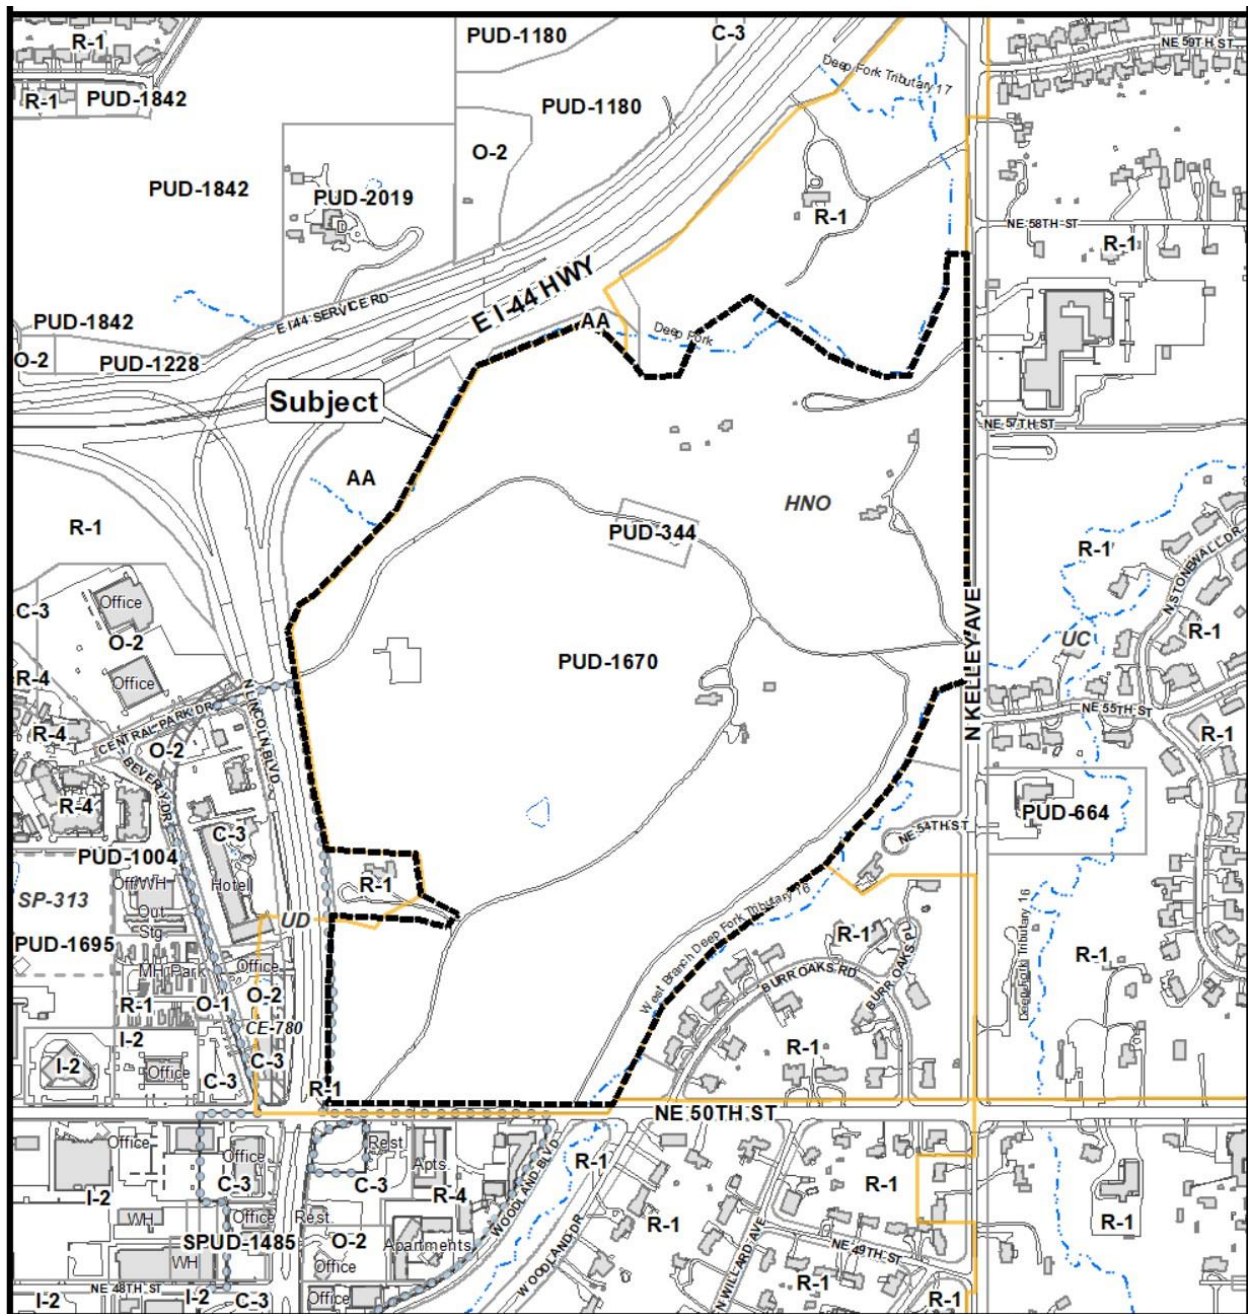 PUD-1180
C-3
R-1
NE 59TH ST
Deep Fork Tributary 17
R-1
PUD-1842
PUD-1180
O-2
PUD-1842
PUD-2019
R-1
NE 58TH ST
R-1
E I-44 HWY
E I-44 SERVICE RD
PUD-1842
AA
Deep Fork
O-2
PUD-1228
Subject
NE 57TH ST
AA
HNO
R-1
PUD-344
R-1
N STONEWALL DR
Office
C-3
O-2
UC
R-1
PUD-1670
N KELLEY AVE
R-4
Office
N LINCOLN BLVD
CENTRAL PARK DR
NE 55TH ST
R-4
O-2
R-1
BEVERLY DR
R-4
PUD-664
C-3
NE 54TH ST
PUD-1004
Off/WH
Hotel
R-1
SP-313
Out
Stg
UD
West Branch Deep Fork Tributary 16
Deep Fork Tributary 16
PUD-1695
R-1
BURR OAKS TL
R-1
MH Park
Office
BURR OAKS RD
R-1
O-1
O-2
CE-780
I-2
R-1
I-2
Office
C-3
C-3
R-1
NE 50TH ST
Office
Office
Rest
Apts.
WOODLAND BLVD
R-1
C-3
C-3
R-4
R-1
I-2
WH
Office
Rest.
R-1
R-1
SPUD-1485
O-2
Apartments
WOODLAND DR
N WILLARD AVE
NE 49TH ST
WH
Office
NE 48TH ST
R-1
I-2
I-2
C-3
Office
R-1